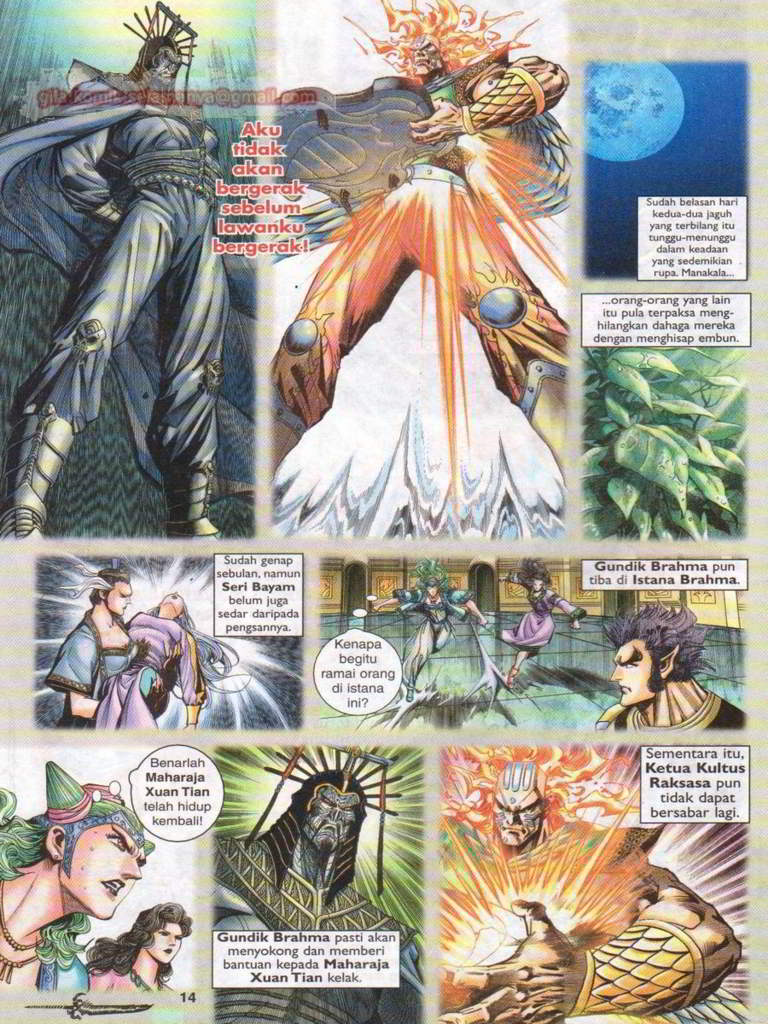 Aku
tidak
akan
bergerak
sebelum
lawanku
bergerak!
Sudah belasan hari
kedua-dua jaguh
yang terbilang itu
tunggu-menunggu
dalam keadaan
yang sedemikian
rupa. Manakala...
...orang-orang yang lain
itu pula terpaksa meng-
hilangkan dahaga mereka
dengan menghisap embun.
Sudah genap
sebulan, namun
Seri Bayam
belum juga
sedar daripada
pengsannya.
Gundik Brahma pun
tiba di Istana Brahma.
Kenapa
begitu
ramai orang
di istana
ini?
Benarlah
Maharaja
Xuan Tian
telah hidup
kembali!
Gundik Brahma pasti akan
menyokong dan memberi
bantuan kepada Maharaja
Xuan Tian kelak.
Sementara itu,
Ketua Kultus
Raksasa pun
tidak dapat
bersabar lagi.
14